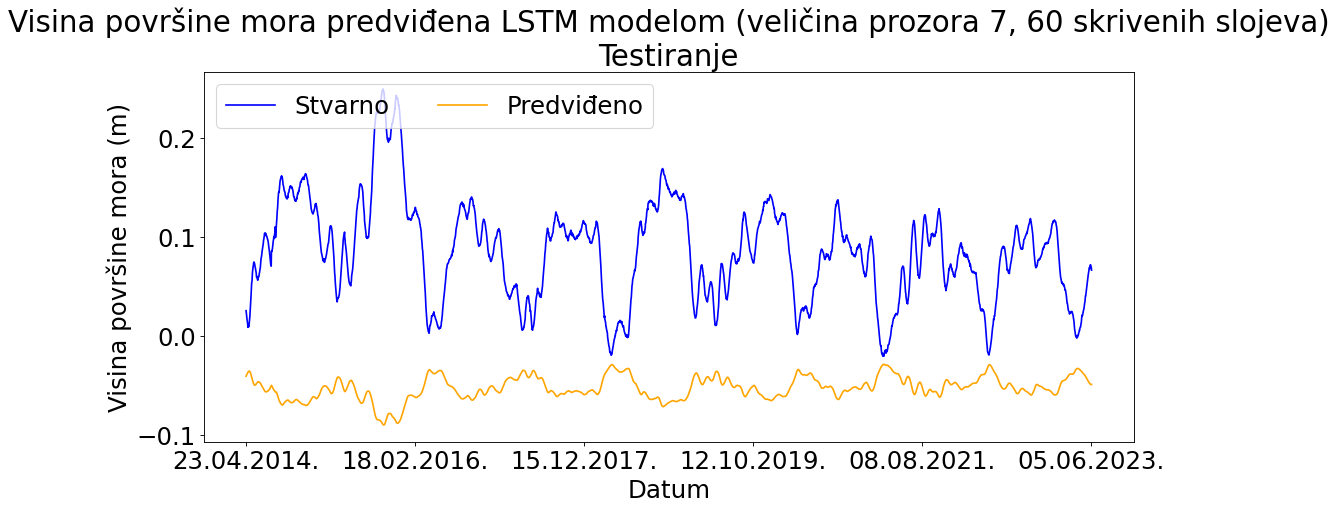 Visina površine mora predviđena LSTM modelom (veličina prozora 7, 60 skrivenih slojeva)
Testiranje
Stvarno Predviđeno
Visina površine mora (m)
0.2
0.1
0.0
−0.1
23.04.2014. 18.02.2016. 15.12.2017. 12.10.2019. 08.08.2021. 05.06.2023.
Datum